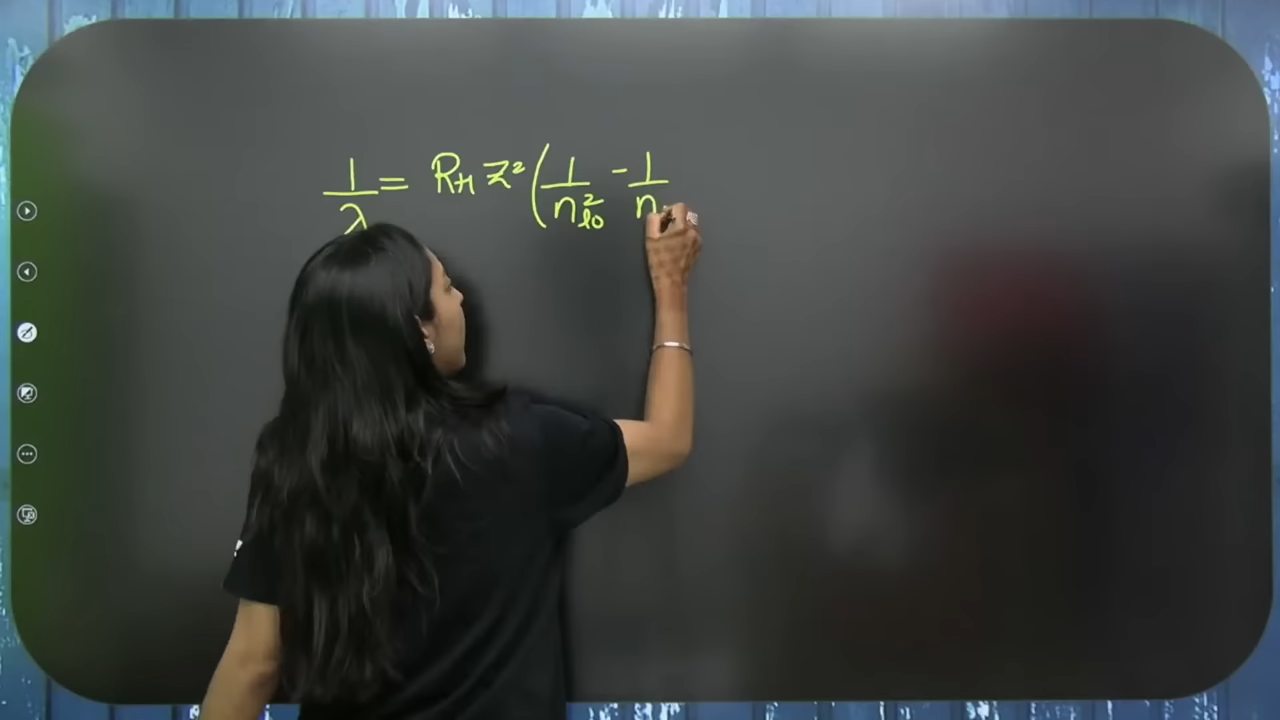 1/λ = R_H Z² (1/n²_lo - 1/n